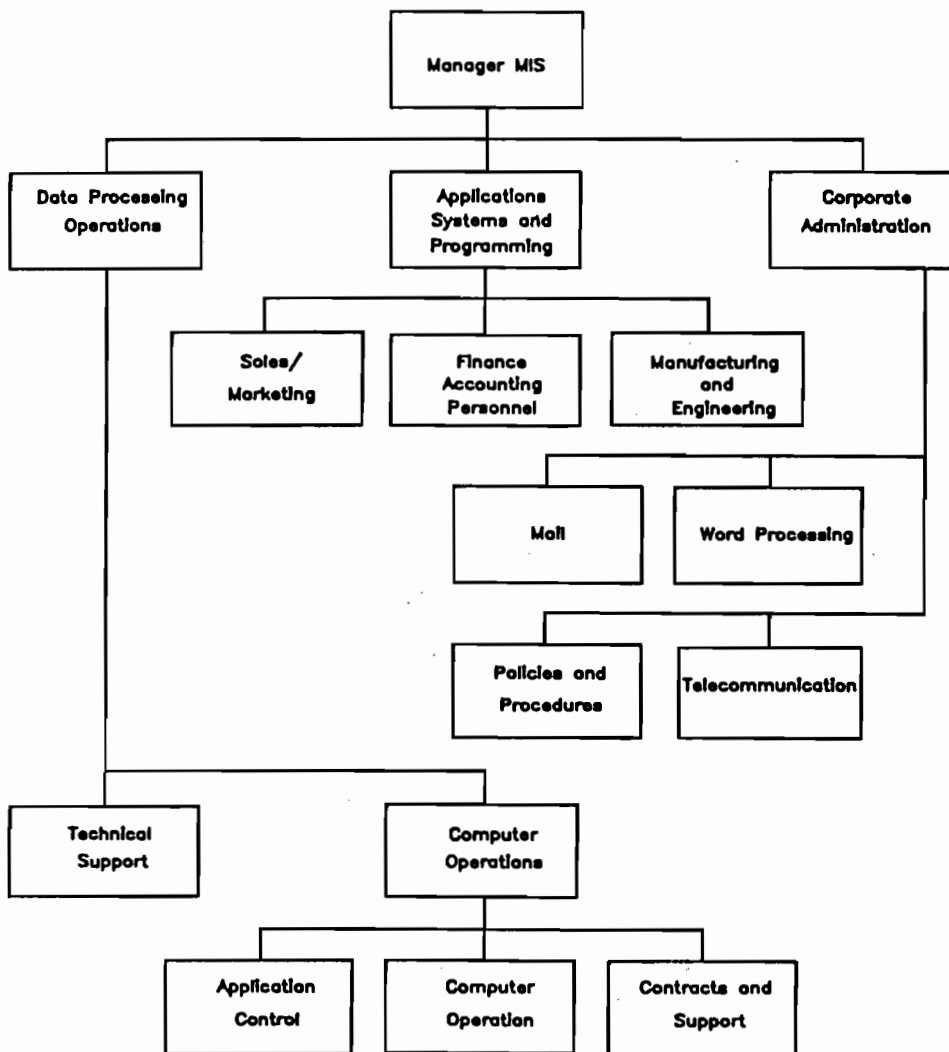 Manager MIS
Data Processing
Operations
Applications
Systems and
Programming
Corporate
Administration
Sales/
Marketing
Finance
Accounting
Personnel
Manufacturing
and
Engineering
Mail
Word Processing
Policies and
Procedures
Telecommunication
Technical
Support
Computer
Operations
Application
Control
Computer
Operation
Contracts and
Support